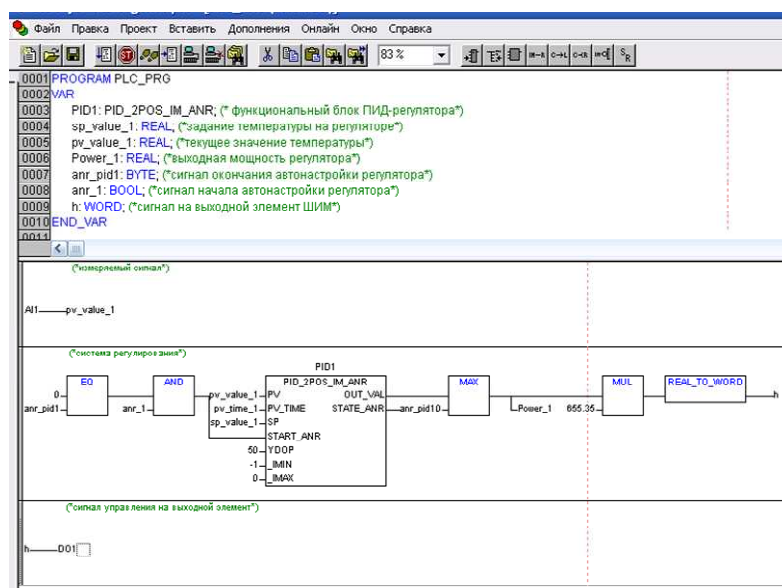 Файл Правка Проект Вставить Дополнения Онлайн Окно Справка
83 %
0001 PROGRAM PLC_PRG
0002 VAR
0003 PID1: PID_2POS_IM_ANR; (* функциональный блок ПИД-регулятора*)
0004 sp_value_1: REAL; (*задание температуры на регуляторе*)
0005 pv_value_1: REAL; (*текущее значение температуры*)
0006 Power_1: REAL; (*выходная мощность регулятора*)
0007 anr_pid1: BYTE; (*сигнал окончания автонастройки регулятора*)
0008 anr_1: BOOL; (*сигнал начала автонастройки регулятора*)
0009 h: WORD; (*сигнал на выходной элемент ШИМ*)
0010 END_VAR
0011
(*измеряемый сигнал*)
AI1 pv_value_1
(*система регулирования*)
PID1
EQ AND PID_2POS_IM_ANR MAX MUL REAL_TO_WORD
0 pv_value_1 PV OUT_VAL h
anr_pid1 anr_1 pv_time_1 PV_TIME STATE_ANR anr_pid10 Power_1 655.35
sp_value_1 SP
START_ANR
50 YDOP
-1 _IMIN
0 _IMAX
(*сигнал управления на выходной элемент*)
h DO1